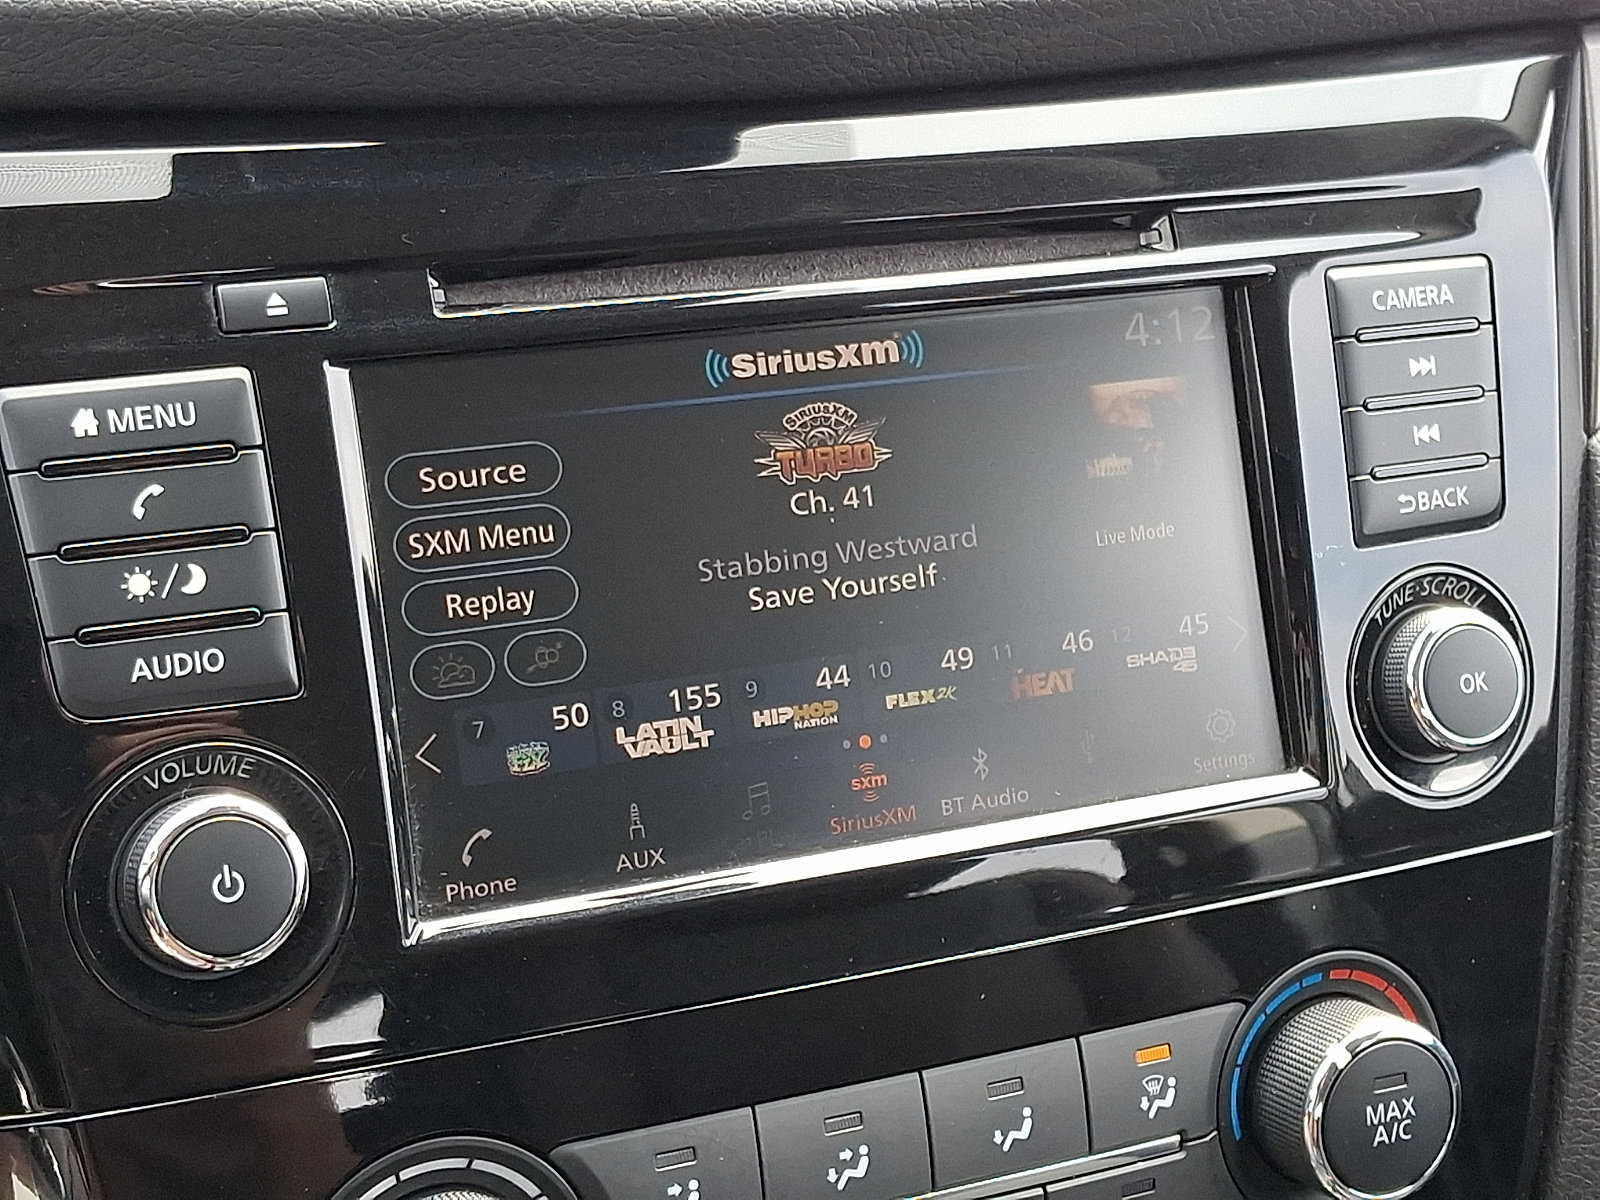 SiriusXM
4:12
MENU
AUDIO
VOLUME
Source
SXM Menu
Replay
SIRIUSXM
TURBO
Ch. 41
Stabbing Westward
Save Yourself
Live Mode
7 50
8 155
LATIN
VAULT
9 44
HIPHOP
NATION
10 49
FLEX2K
11 46
HEAT
12 45
SHADE
45
Phone
AUX
sxm
SiriusXM
BT Audio
Settings
CAMERA
BACK
TUNE·SCROLL
OK
MAX
A/C